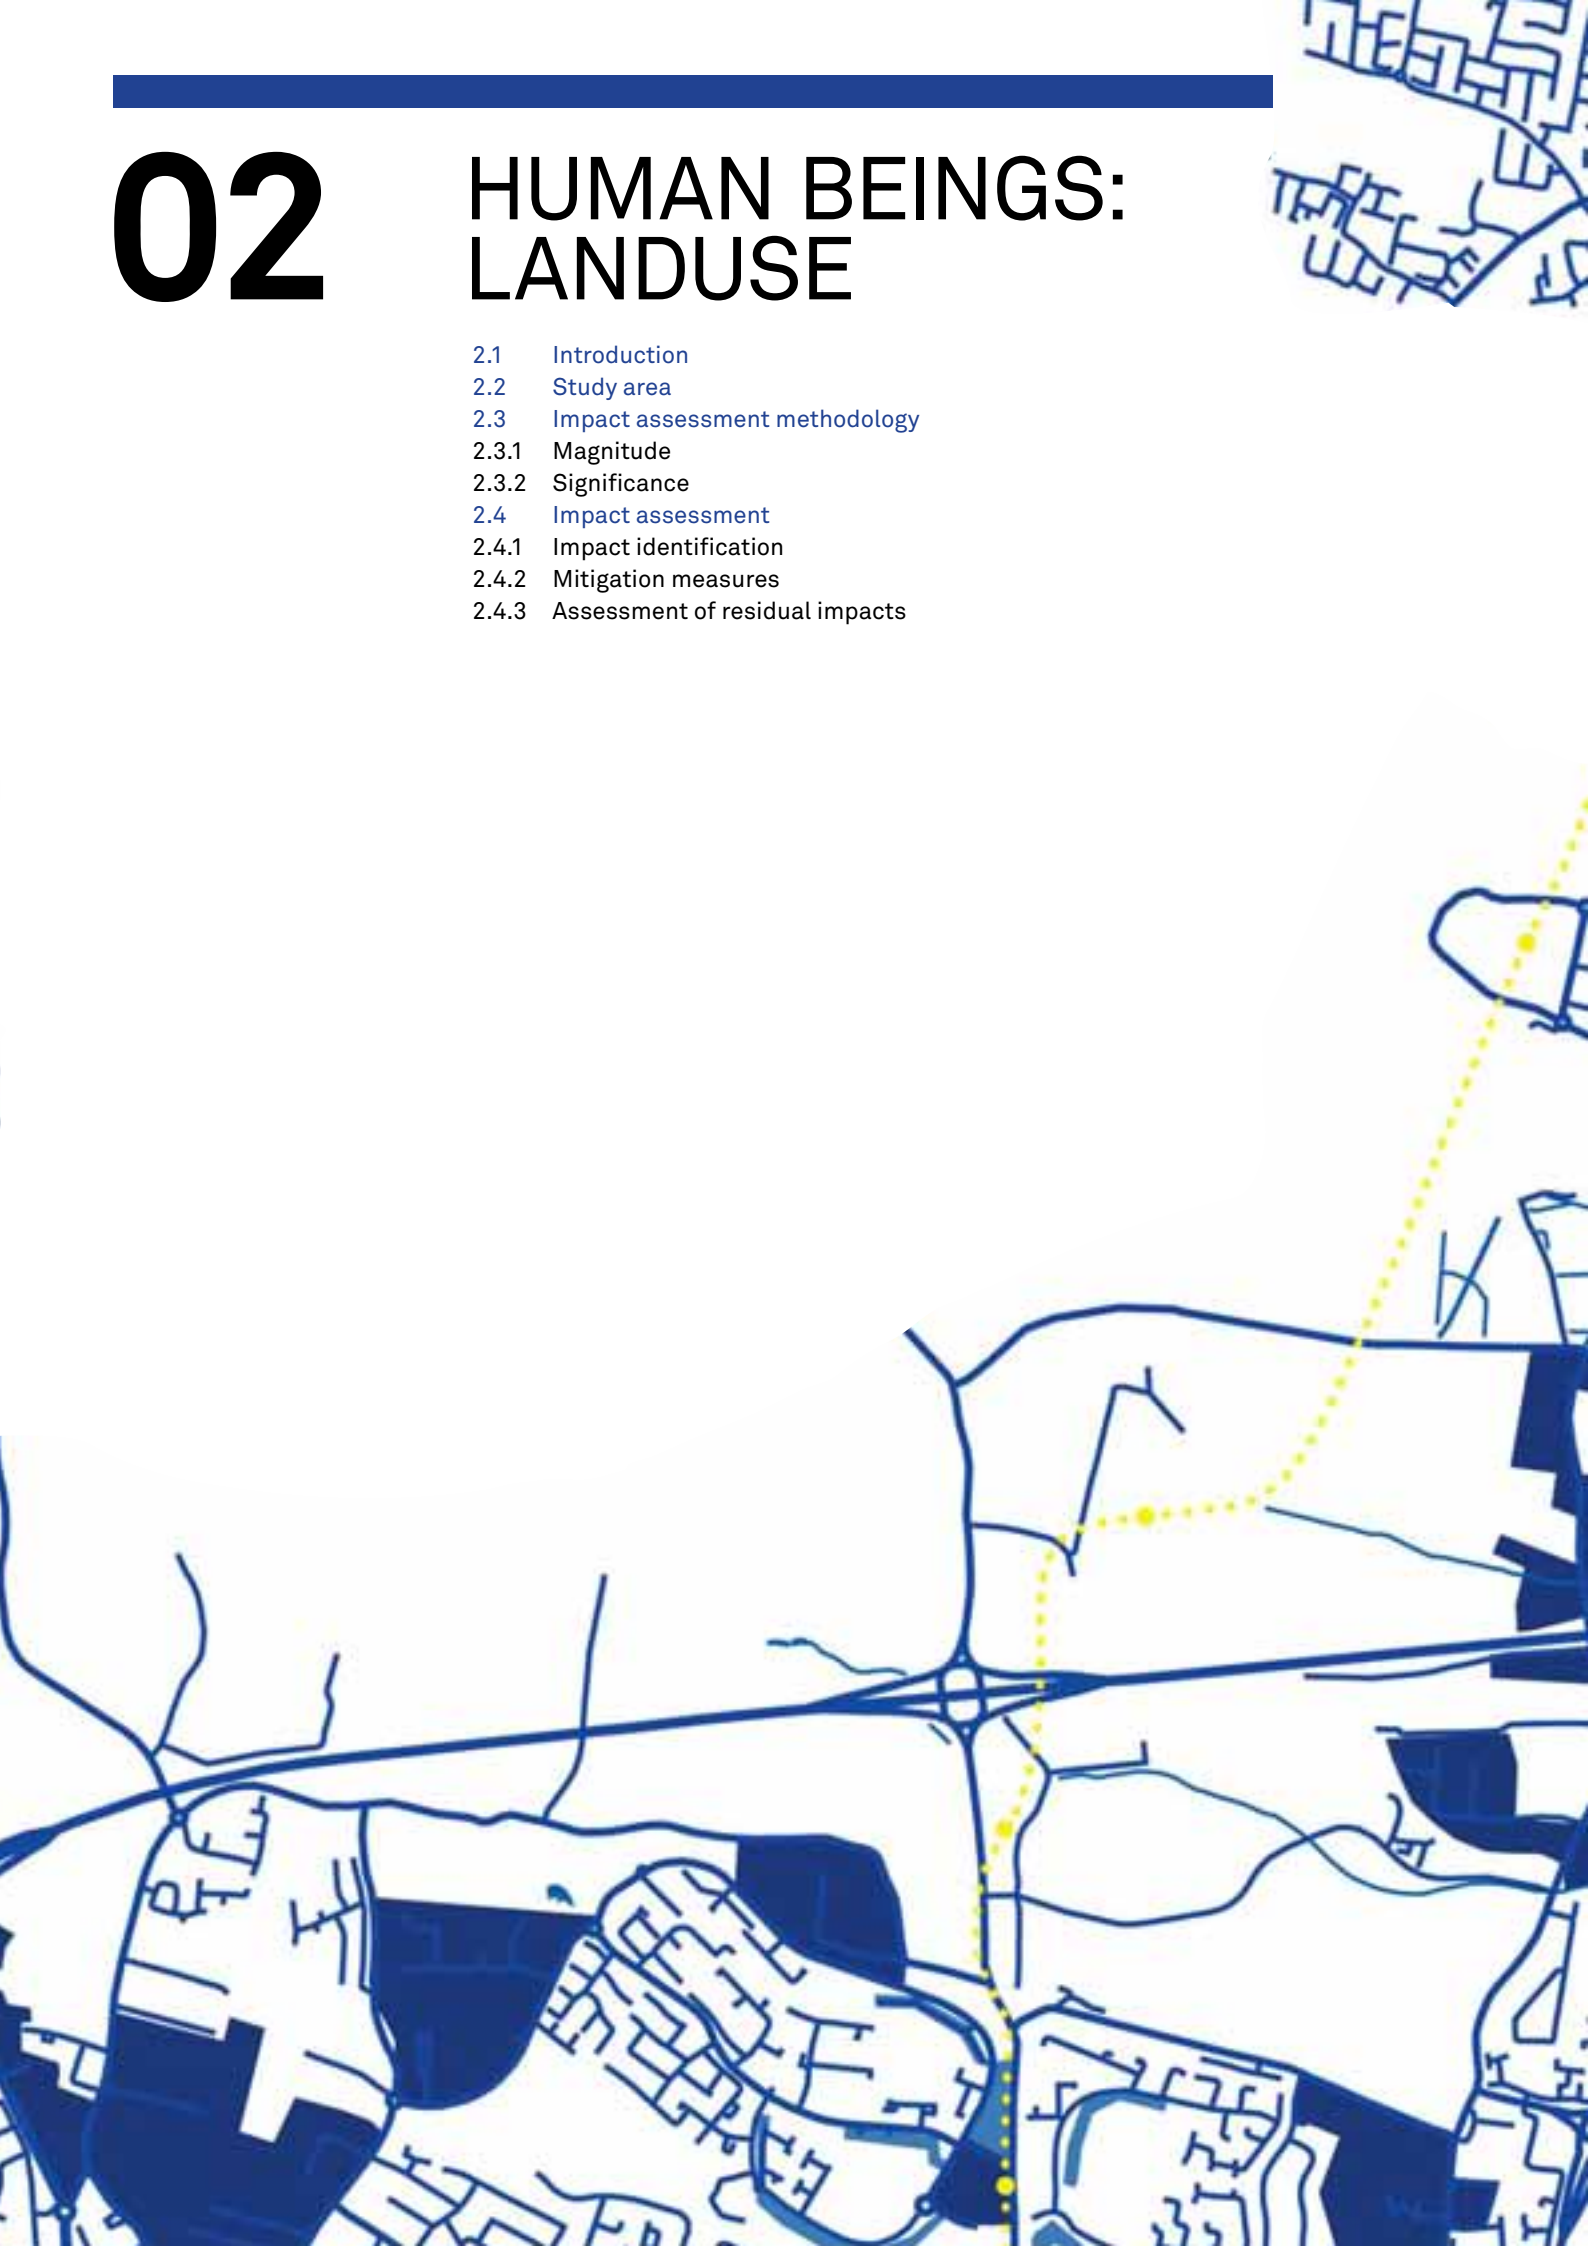 02
HUMAN BEINGS:
LANDUSE
2.1 Introduction
2.2 Study area
2.3 Impact assessment methodology
2.3.1 Magnitude
2.3.2 Significance
2.4 Impact assessment
2.4.1 Impact identification
2.4.2 Mitigation measures
2.4.3 Assessment of residual impacts